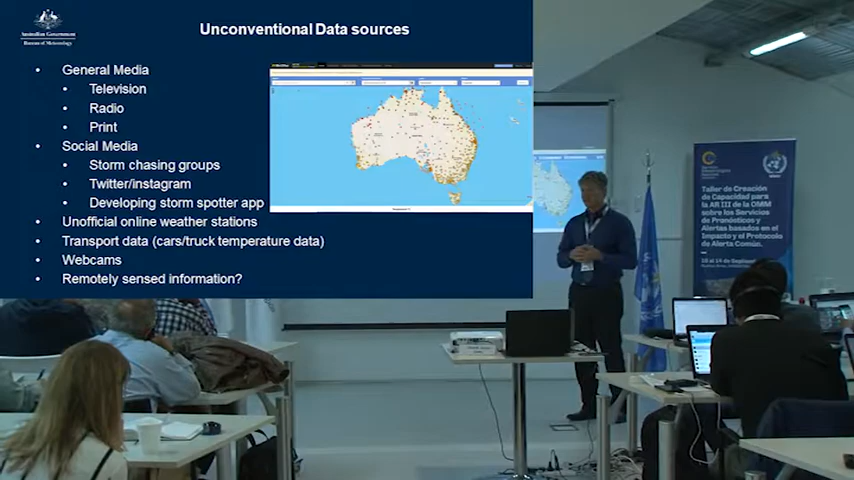 Australian Government
Bureau of Meteorology
Unconventional Data sources
• General Media
• Television
• Radio
• Print
• Social Media
• Storm chasing groups
• Twitter/instagram
• Developing storm spotter app
• Unofficial online weather stations
• Transport data (cars/truck temperature data)
• Webcams
• Remotely sensed information?
Taller de Creación
de Capacidad para
la AR III de la OMM
sobre los Servicios
de Pronósticos y
Alertas basados en el
Impacto y el Protocolo
de Alerta Común.